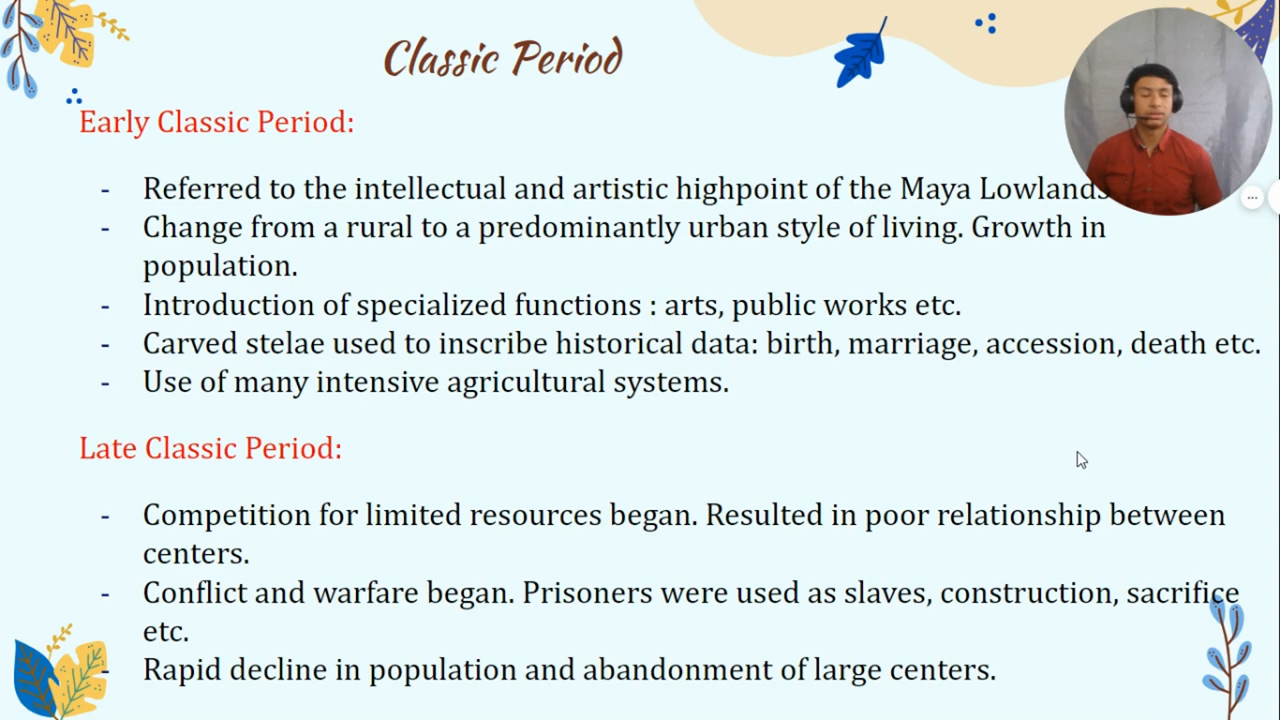 Classic Period
Early Classic Period:
- Referred to the intellectual and artistic highpoint of the Maya Lowlands
- Change from a rural to a predominantly urban style of living. Growth in
population.
- Introduction of specialized functions : arts, public works etc.
- Carved stelae used to inscribe historical data: birth, marriage, accession, death etc.
- Use of many intensive agricultural systems.
Late Classic Period:
- Competition for limited resources began. Resulted in poor relationship between
centers.
- Conflict and warfare began. Prisoners were used as slaves, construction, sacrifice
etc.
- Rapid decline in population and abandonment of large centers.